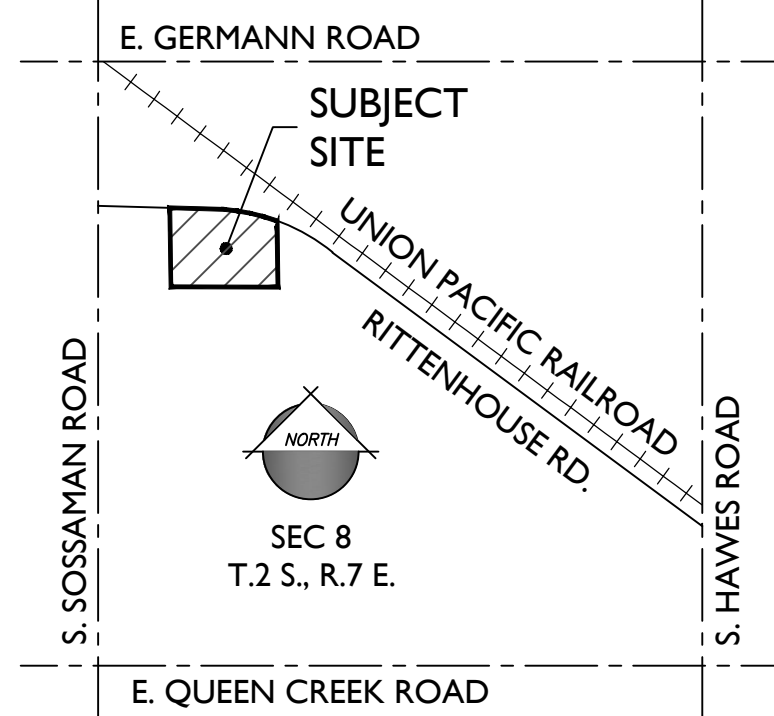 E. GERMANN ROAD
SUBJECT
SITE
UNION PACIFIC RAILROAD
RITTENHOUSE RD.
S. SOSSAMAN ROAD
S. HAWES ROAD
NORTH
SEC 8
T.2 S., R.7 E.
E. QUEEN CREEK ROAD